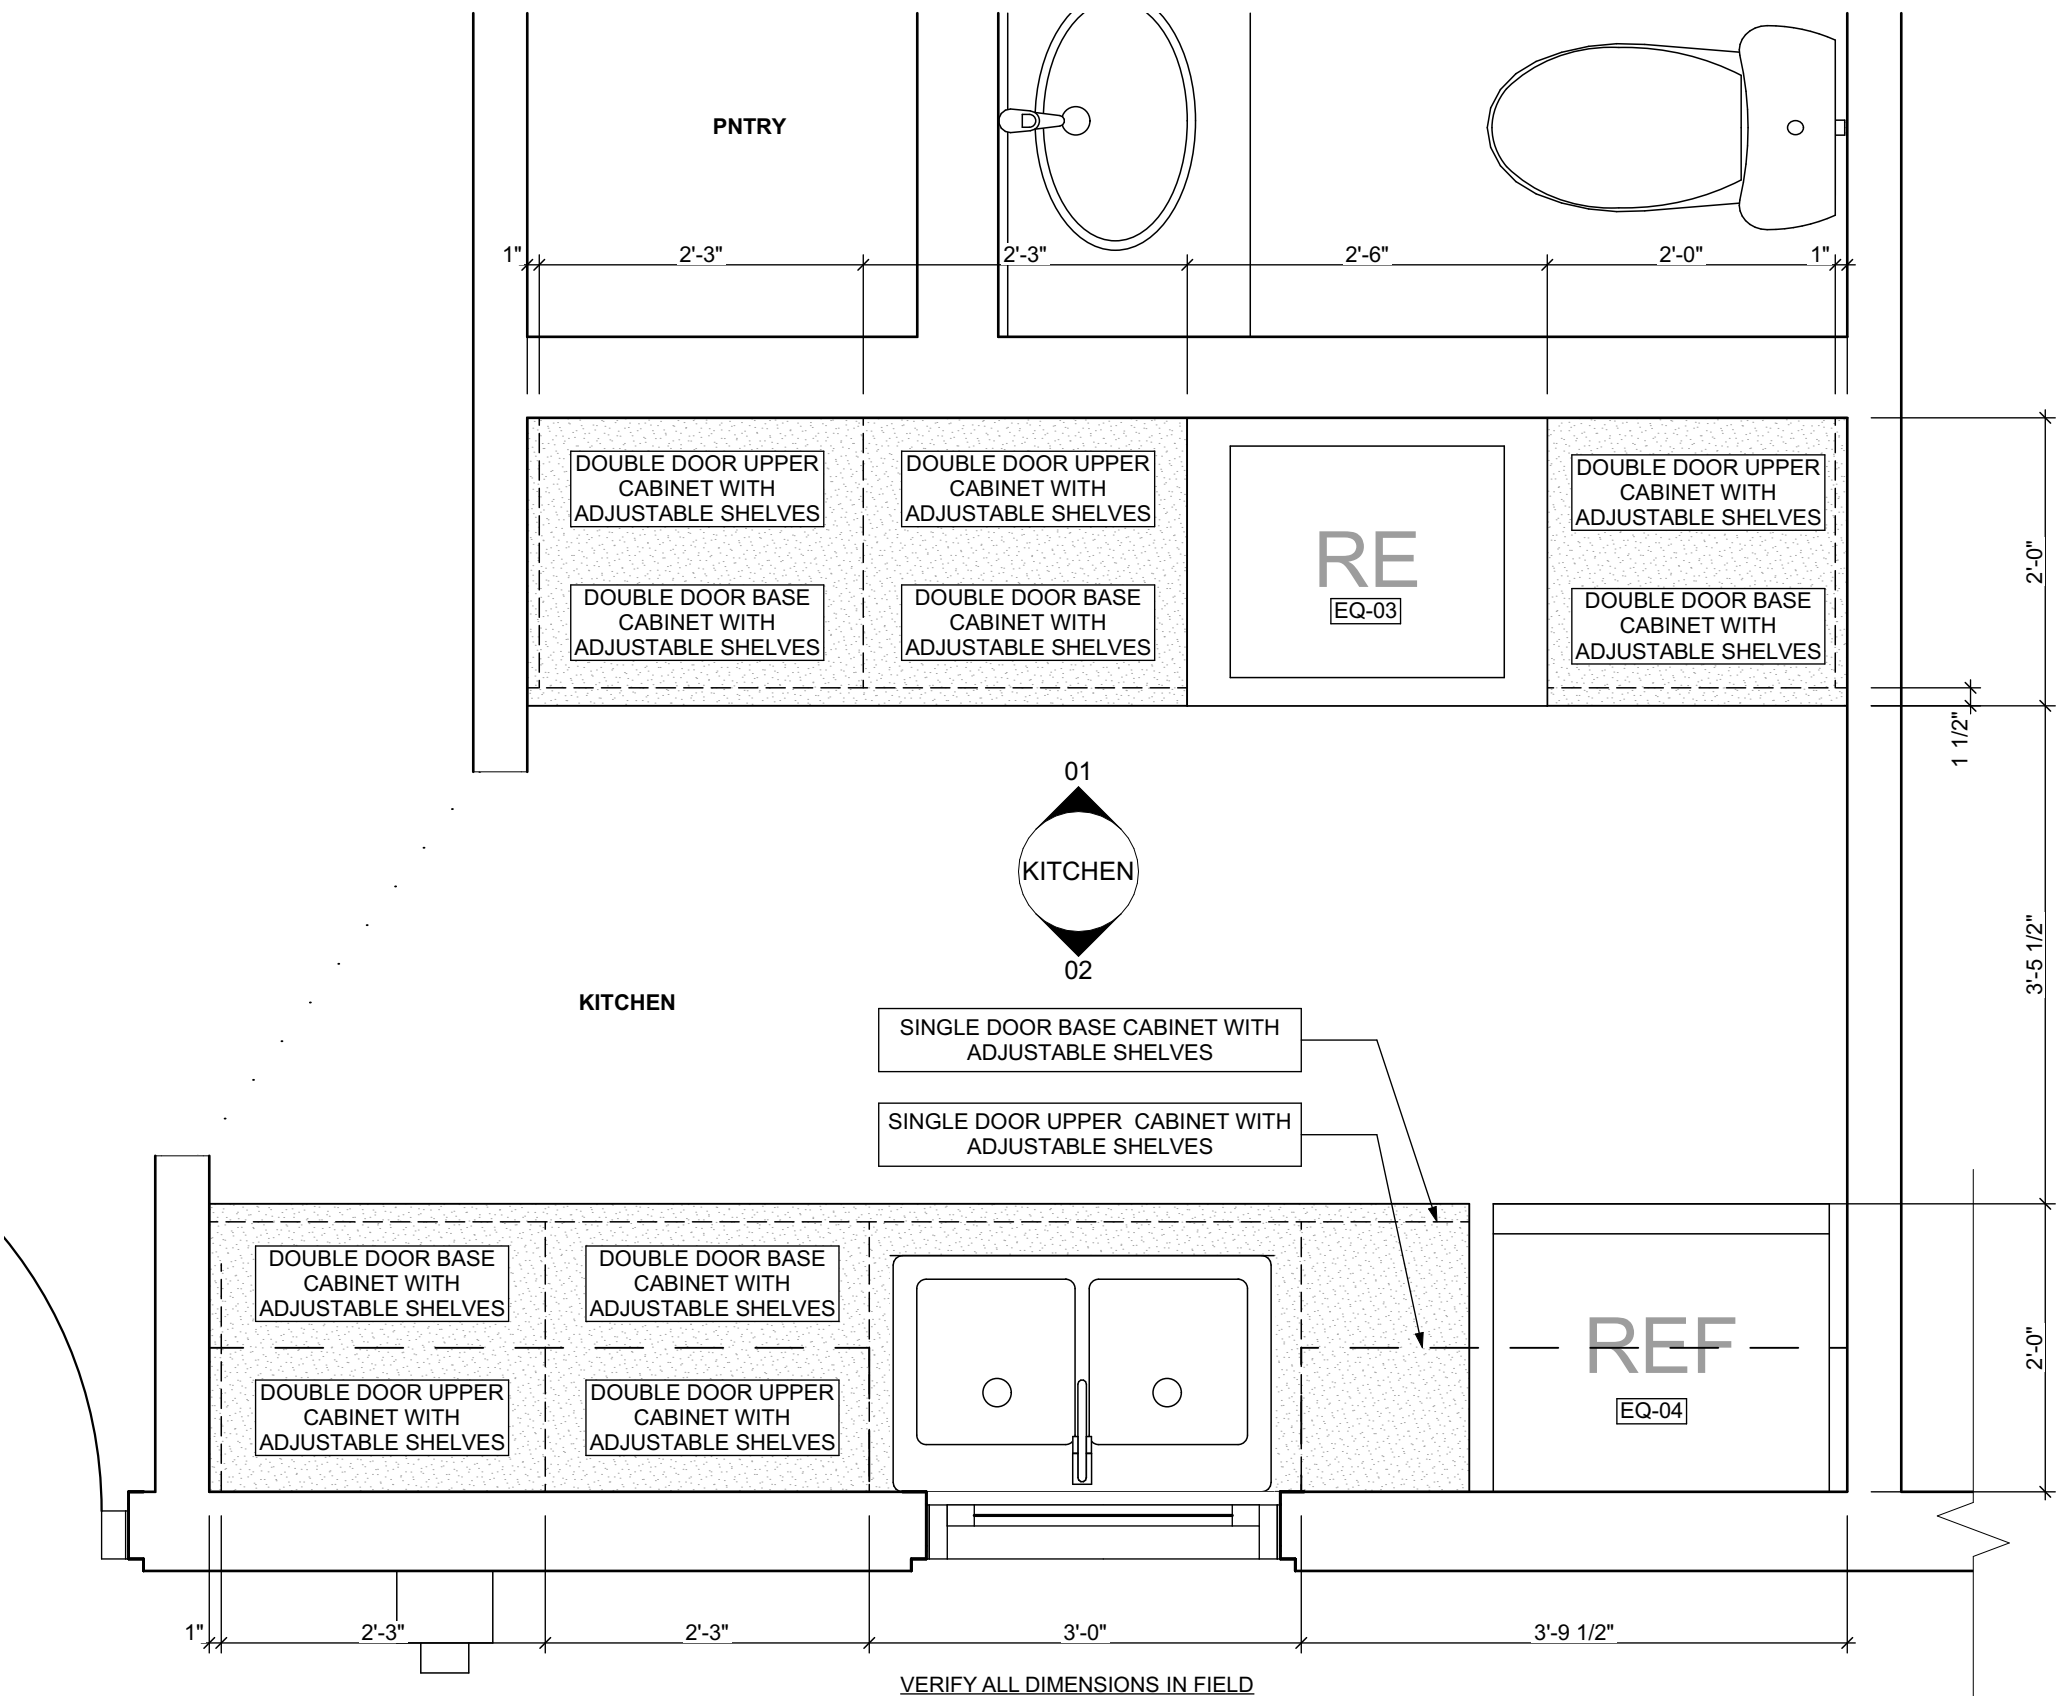 PNTRY
1"
2'-3"
2'-3"
2'-6"
2'-0"
1"
DOUBLE DOOR UPPER
CABINET WITH
ADJUSTABLE SHELVES
DOUBLE DOOR UPPER
CABINET WITH
ADJUSTABLE SHELVES
DOUBLE DOOR UPPER
CABINET WITH
ADJUSTABLE SHELVES
RE
EQ-03
DOUBLE DOOR BASE
CABINET WITH
ADJUSTABLE SHELVES
DOUBLE DOOR BASE
CABINET WITH
ADJUSTABLE SHELVES
DOUBLE DOOR BASE
CABINET WITH
ADJUSTABLE SHELVES
2'-0"
1 1/2"
01
KITCHEN
02
3'-5 1/2"
KITCHEN
SINGLE DOOR BASE CABINET WITH
ADJUSTABLE SHELVES
SINGLE DOOR UPPER CABINET WITH
ADJUSTABLE SHELVES
DOUBLE DOOR BASE
CABINET WITH
ADJUSTABLE SHELVES
DOUBLE DOOR BASE
CABINET WITH
ADJUSTABLE SHELVES
REF
EQ-04
2'-0"
DOUBLE DOOR UPPER
CABINET WITH
ADJUSTABLE SHELVES
DOUBLE DOOR UPPER
CABINET WITH
ADJUSTABLE SHELVES
1"
2'-3"
2'-3"
3'-0"
3'-9 1/2"
VERIFY ALL DIMENSIONS IN FIELD